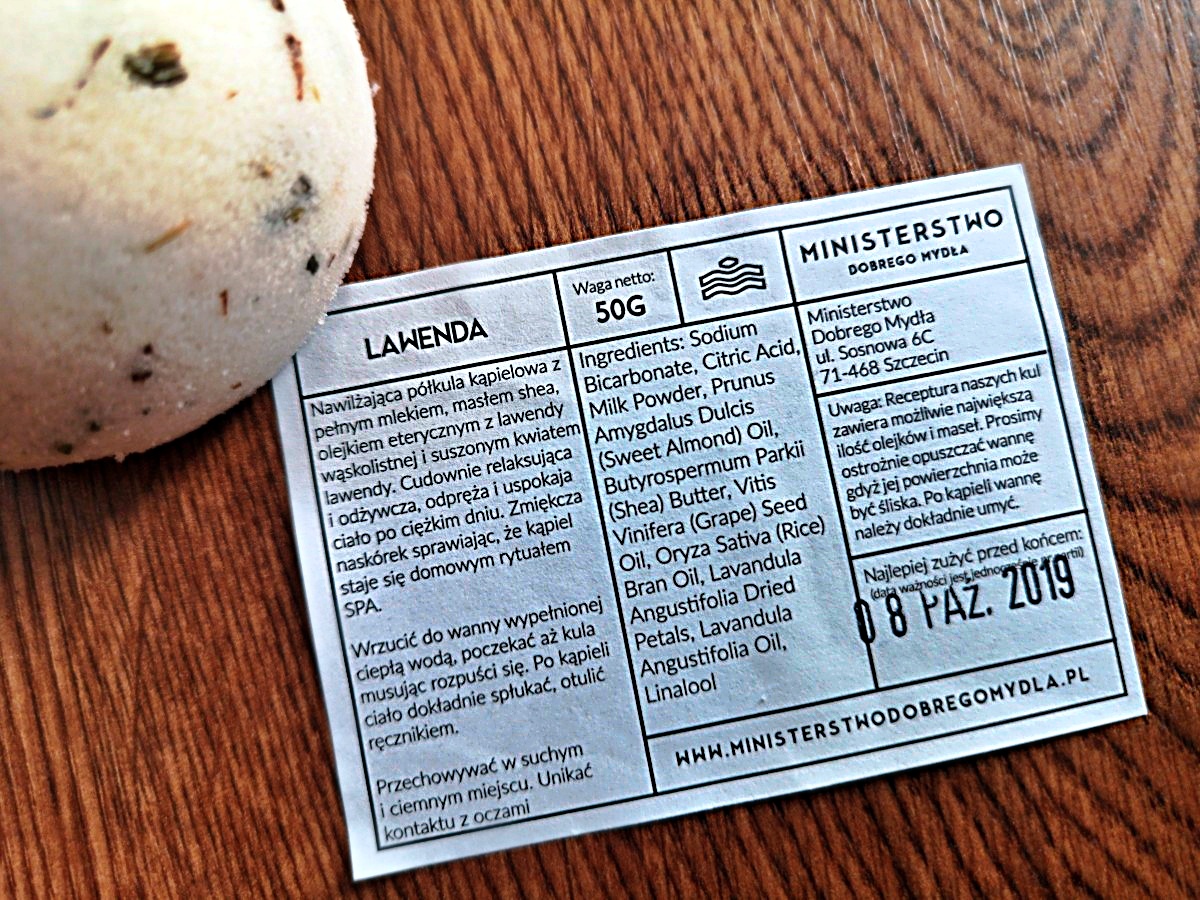 LAWENDA
Nawilżająca półkula kąpielowa z
pełnym mlekiem, masłem shea,
olejkiem eterycznym z lawendy
wąskolistnej i suszonym kwiatem
lawendy. Cudownie relaksująca
i odżywcza, odpręża i uspokaja
ciało po ciężkim dniu. Zmiękcza
naskórek sprawiając, że kąpiel
staje się domowym rytuałem
SPA.
Wrzucić do wanny wypełnionej
ciepłą wodą, poczekać aż kula
musując rozpuści się. Po kąpieli
ciało dokładnie spłukać, otulić
ręcznikiem.
Przechowywać w suchym
i ciemnym miejscu. Unikać
kontaktu z oczami
Waga netto:
50G
Ingredients: Sodium
Bicarbonate, Citric Acid,
Milk Powder, Prunus
Amygdalus Dulcis
(Sweet Almond) Oil,
Butyrospermum Parkii
(Shea) Butter, Vitis
Vinifera (Grape) Seed
Oil, Oryza Sativa (Rice)
Bran Oil, Lavandula
Angustifolia Dried
Petals, Lavandula
Angustifolia Oil,
Linalool
MINISTERSTWO
DOBREGO MYDŁA
Ministerstwo
Dobrego Mydła
ul. Sosnowa 6C
71-468 Szczecin
Uwaga: Receptura naszych kul
zawiera możliwie największą
ilość olejków i maseł. Prosimy
ostrożnie opuszczać wannę
gdyż jej powierzchnia może
być śliska. Po kąpieli wannę
należy dokładnie umyć.
Najlepiej zużyć przed końcem:
(data ważności jest jednocześnie nr partii)
08 PAŹ. 2019
WWW.MINISTERSTWODOBREGOMYDLA.PL